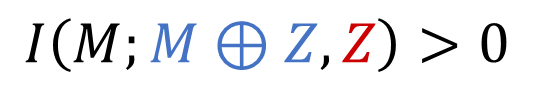 I(M; M ⊕ Z, Z) > 0